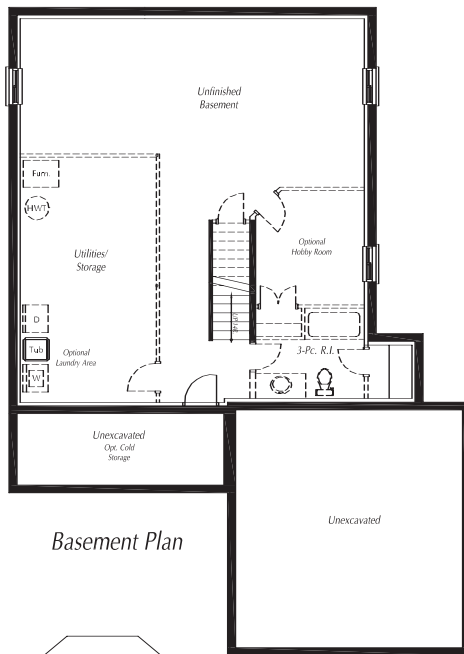 Unfinished
Basement
Furn.
HWT
Utilities/
Storage
Optional
Hobby Room
D
Tub
W
Optional
Laundry Area
3-Pc. R.I.
Unexcavated
Opt. Cold
Storage
Basement Plan
Unexcavated